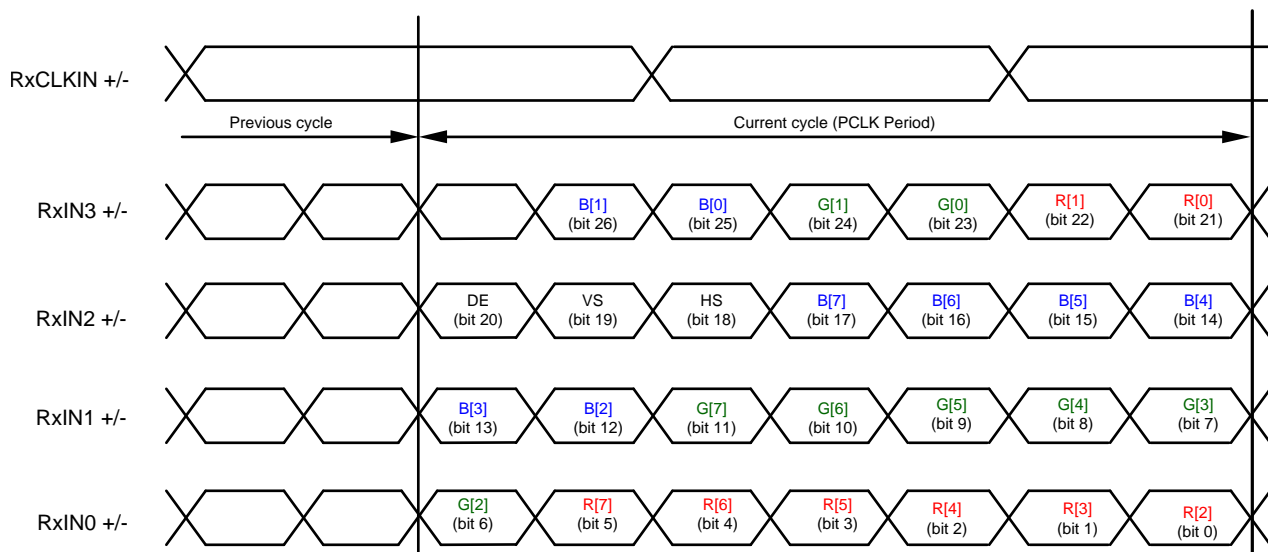 RxCLKIN +/-
Previous cycle
Current cycle (PCLK Period)
RxIN3 +/-
B[1] B[0] G[1] G[0] R[1] R[0]
(bit 26) (bit 25) (bit 24) (bit 23) (bit 22) (bit 21)
RxIN2 +/-
DE VS HS B[7] B[6] B[5] B[4]
(bit 20) (bit 19) (bit 18) (bit 17) (bit 16) (bit 15) (bit 14)
RxIN1 +/-
B[3] B[2] G[7] G[6] G[5] G[4] G[3]
(bit 13) (bit 12) (bit 11) (bit 10) (bit 9) (bit 8) (bit 7)
RxIN0 +/-
G[2] R[7] R[6] R[5] R[4] R[3] R[2]
(bit 6) (bit 5) (bit 4) (bit 3) (bit 2) (bit 1) (bit 0)